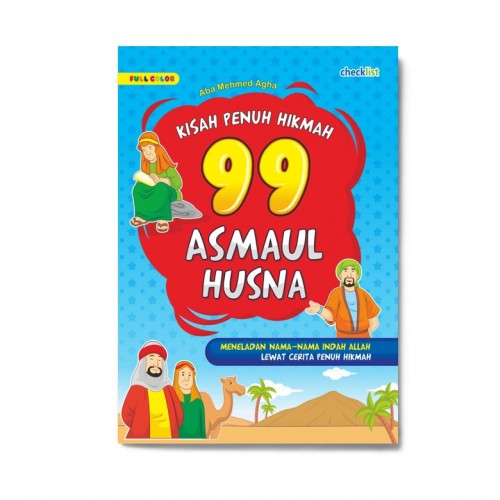 FULL COLOR
checklist
Aba Mehmed Agha
KISAH PENUH HIKMAH
99
ASMAUL
HUSNA
MENELADAN NAMA-NAMA INDAH ALLAH
LEWAT CERITA PENUH HIKMAH